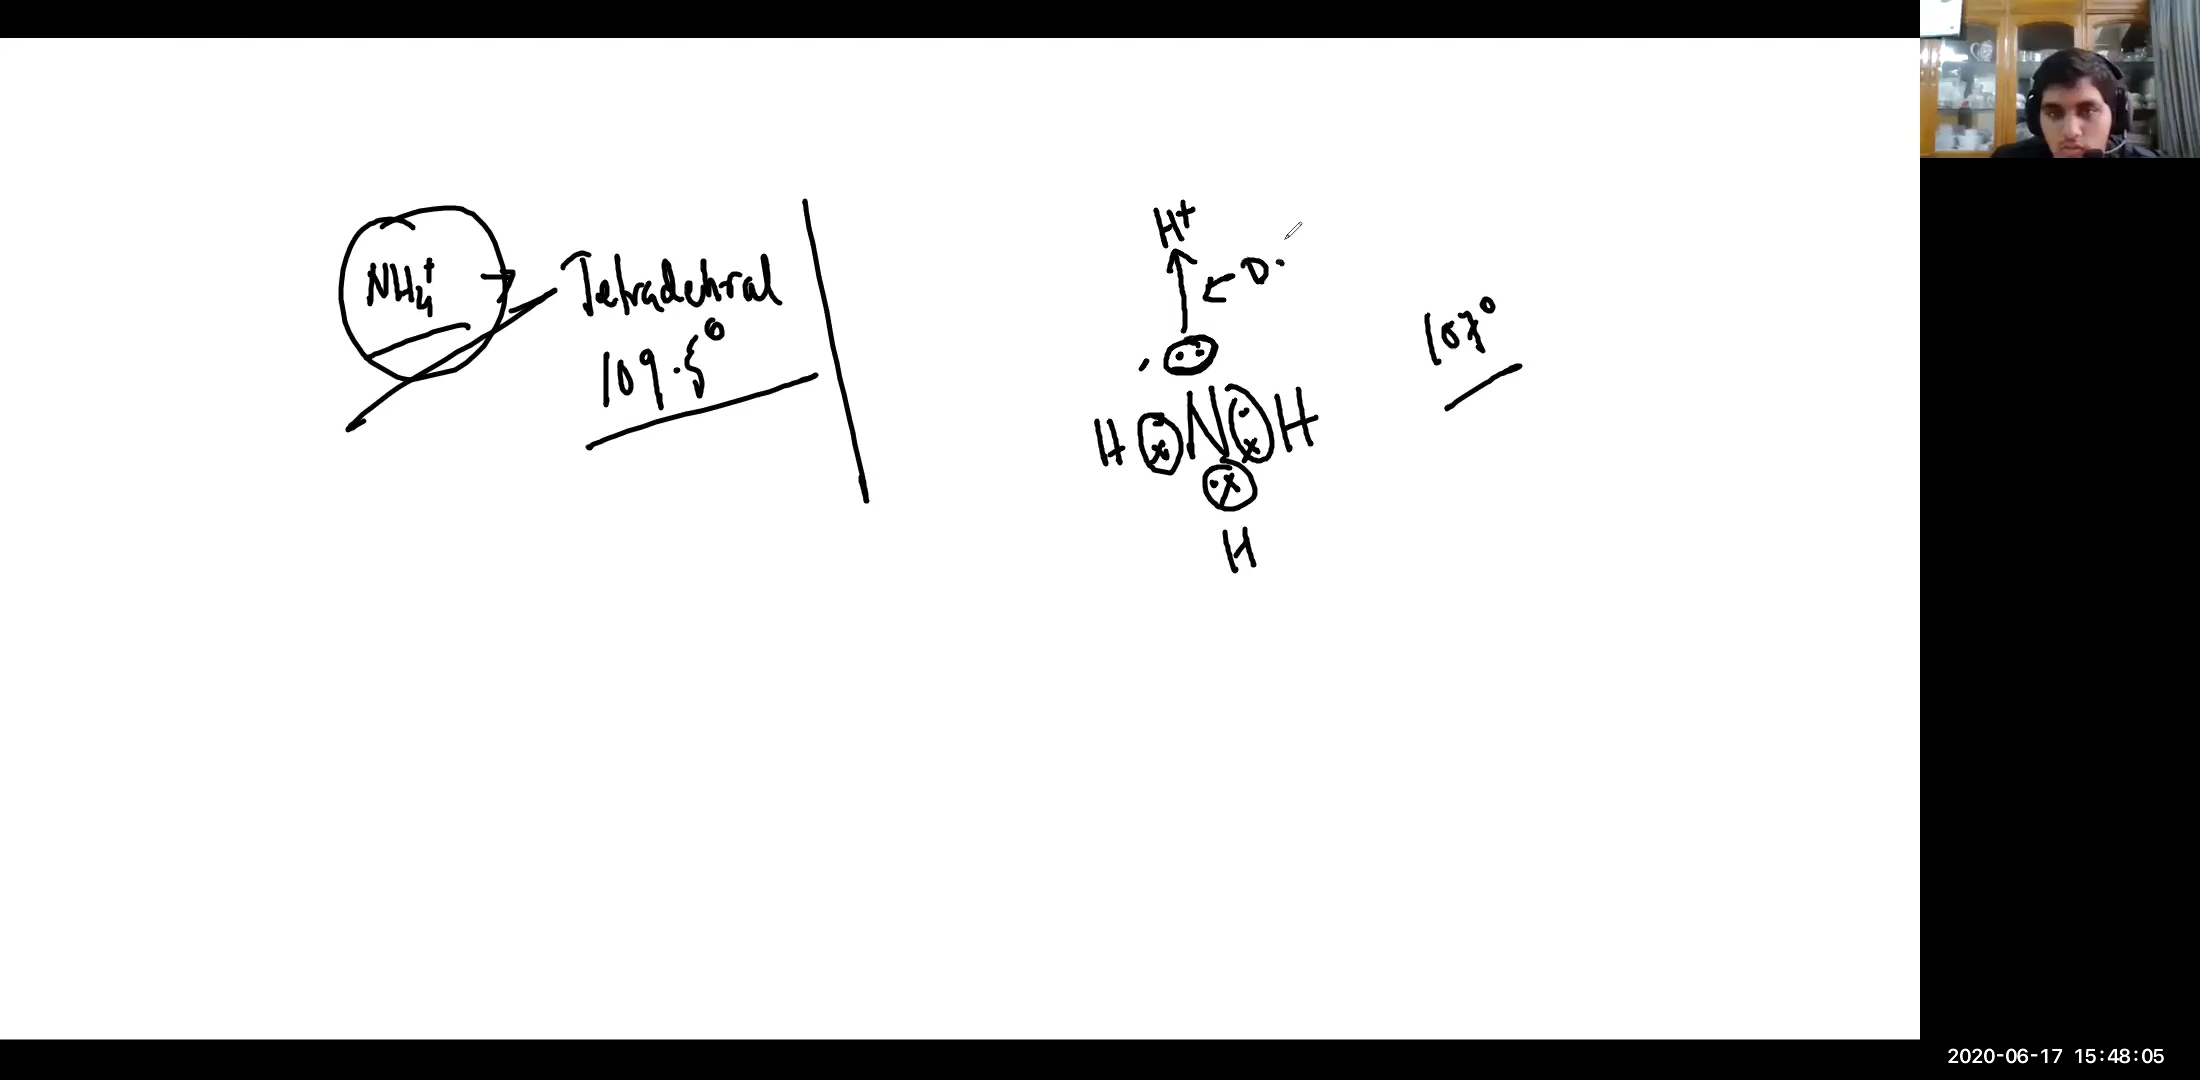 NH4+ → Tetradehral
109.5°
H+
D.
107°
H N H
H
2020-06-17 15:48:05